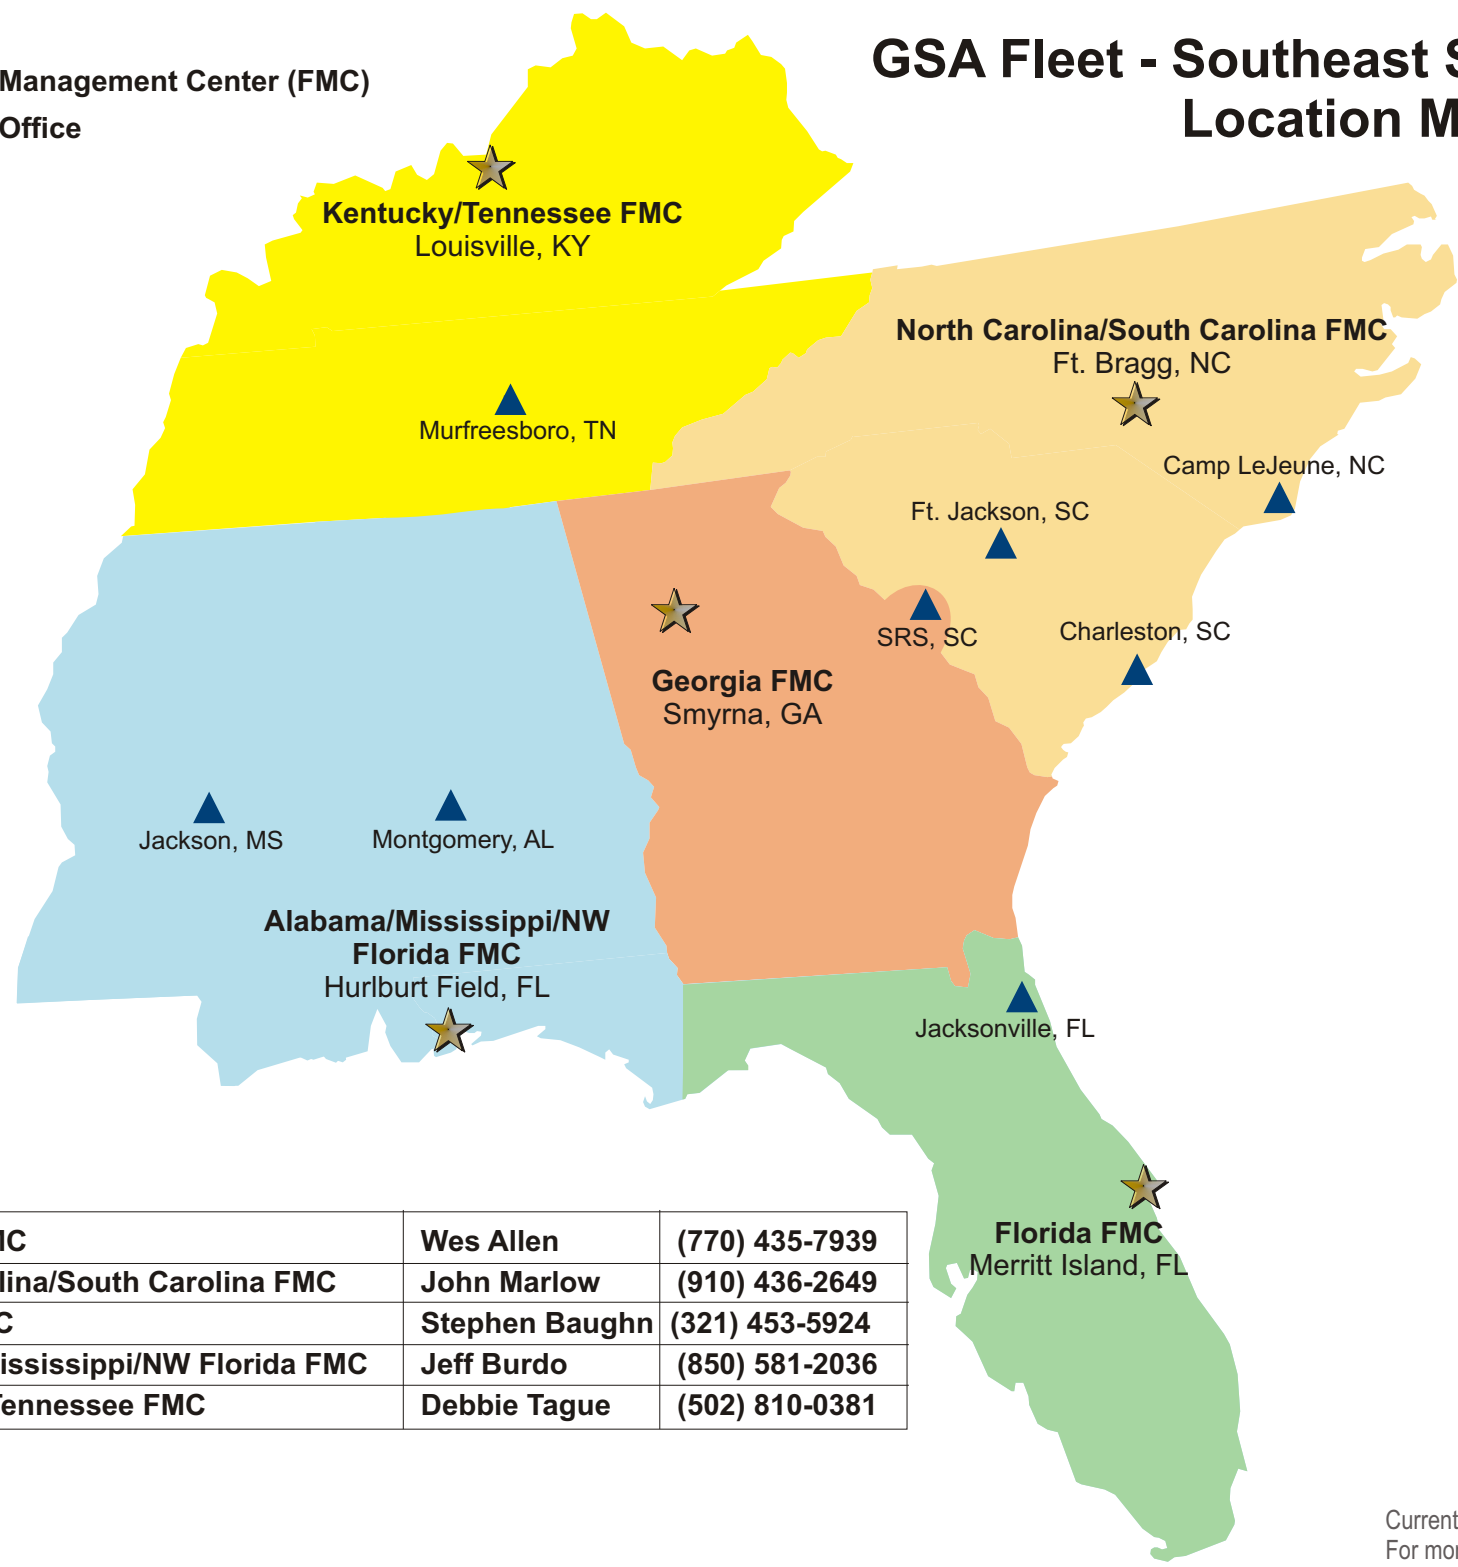 Management Center (FMC)
Office
GSA Fleet - Southeast S
Location M
Kentucky/Tennessee FMC
Louisville, KY
North Carolina/South Carolina FMC
Ft. Bragg, NC
Murfreesboro, TN
Camp LeJeune, NC
Ft. Jackson, SC
SRS, SC
Charleston, SC
Georgia FMC
Smyrna, GA
Jackson, MS
Montgomery, AL
Alabama/Mississippi/NW
Florida FMC
Hurlburt Field, FL
Jacksonville, FL
Florida FMC
Merritt Island, FL
MC Wes Allen (770) 435-7939
lina/South Carolina FMC John Marlow (910) 436-2649
C Stephen Baughn (321) 453-5924
ississippi/NW Florida FMC Jeff Burdo (850) 581-2036
Tennessee FMC Debbie Tague (502) 810-0381
Current
For mor